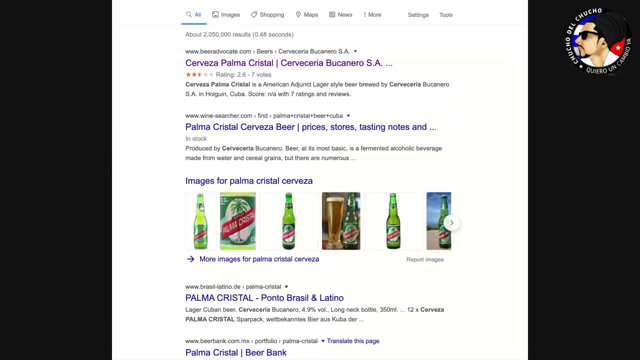 All Images Shopping Maps News More Settings Tools
About 2,050,000 results (0.48 seconds)
www.beeradvocate.com › Beers › Cerveceria Bucanero S.A.
Cerveza Palma Cristal | Cerveceria Bucanero S.A. ...
Rating: 2.6 - 7 votes
Cerveza Palma Cristal is a American Adjunct Lager style beer brewed by Cerveceria Bucanero
S.A. in Holguin, Cuba. Score: n/a with 7 ratings and reviews.
www.wine-searcher.com › find › palma+cristal+beer+cuba
Palma Cristal Cerveza Beer | prices, stores, tasting notes and ...
In stock
Produced by Cerveceria Bucanero. Beer, at its most basic, is a fermented alcoholic beverage
made from water and cereal grains, but there are numerous ...
Images for palma cristal cerveza
PALMA CRISTAL
More images for palma cristal cerveza Report images
www.brasil-latino.de › palma-cristal
PALMA CRISTAL - Ponto Brasil & Latino
Lager Cuban beer, Cerveceria Bucanero, 4.9% vol., Long neck bottle, 350ml. ... 12 x Cerveza
PALMA CRISTAL Sparpack, weltbekanntes Bier aus Kuba der ...
www.beerbank.com.mx › portfolio › palma-cristal Translate this page
Palma Cristal | Beer Bank
CHUCHO DEL CHUCHO
QUIERO UN CAMBIO YA